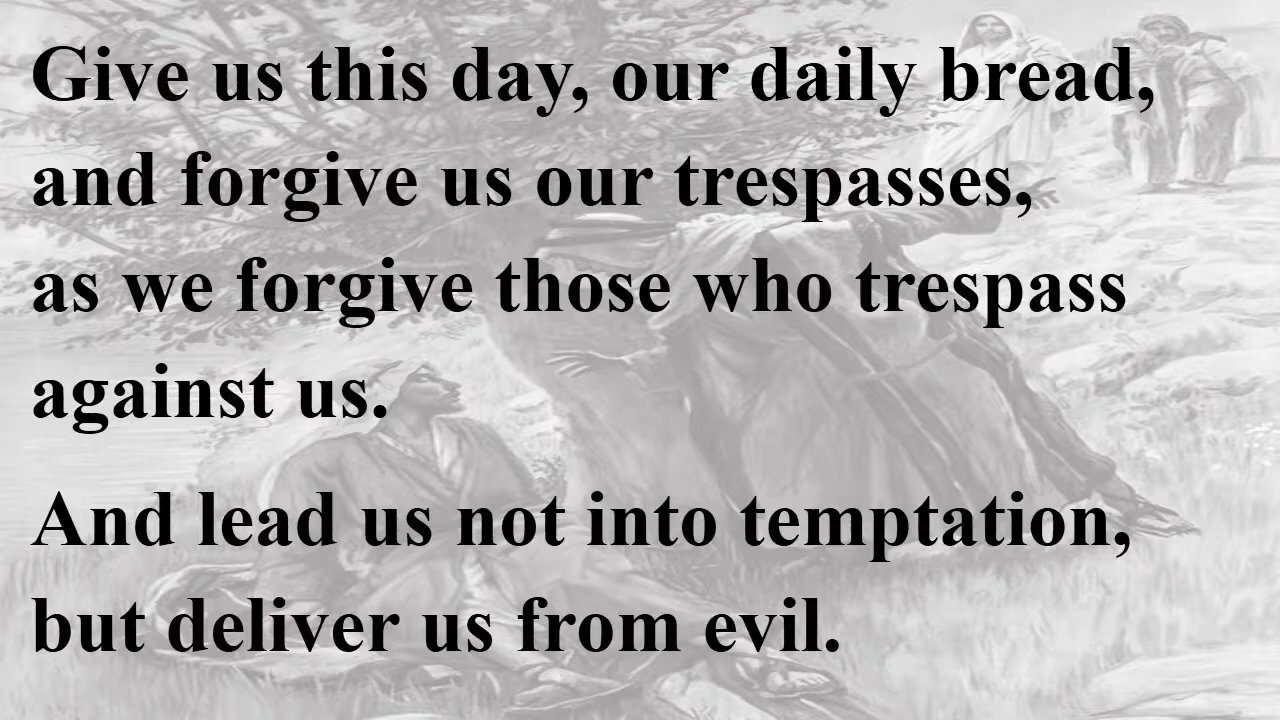 Give us this day, our daily bread,
and forgive us our trespasses,
as we forgive those who trespass
against us.
And lead us not into temptation,
but deliver us from evil.